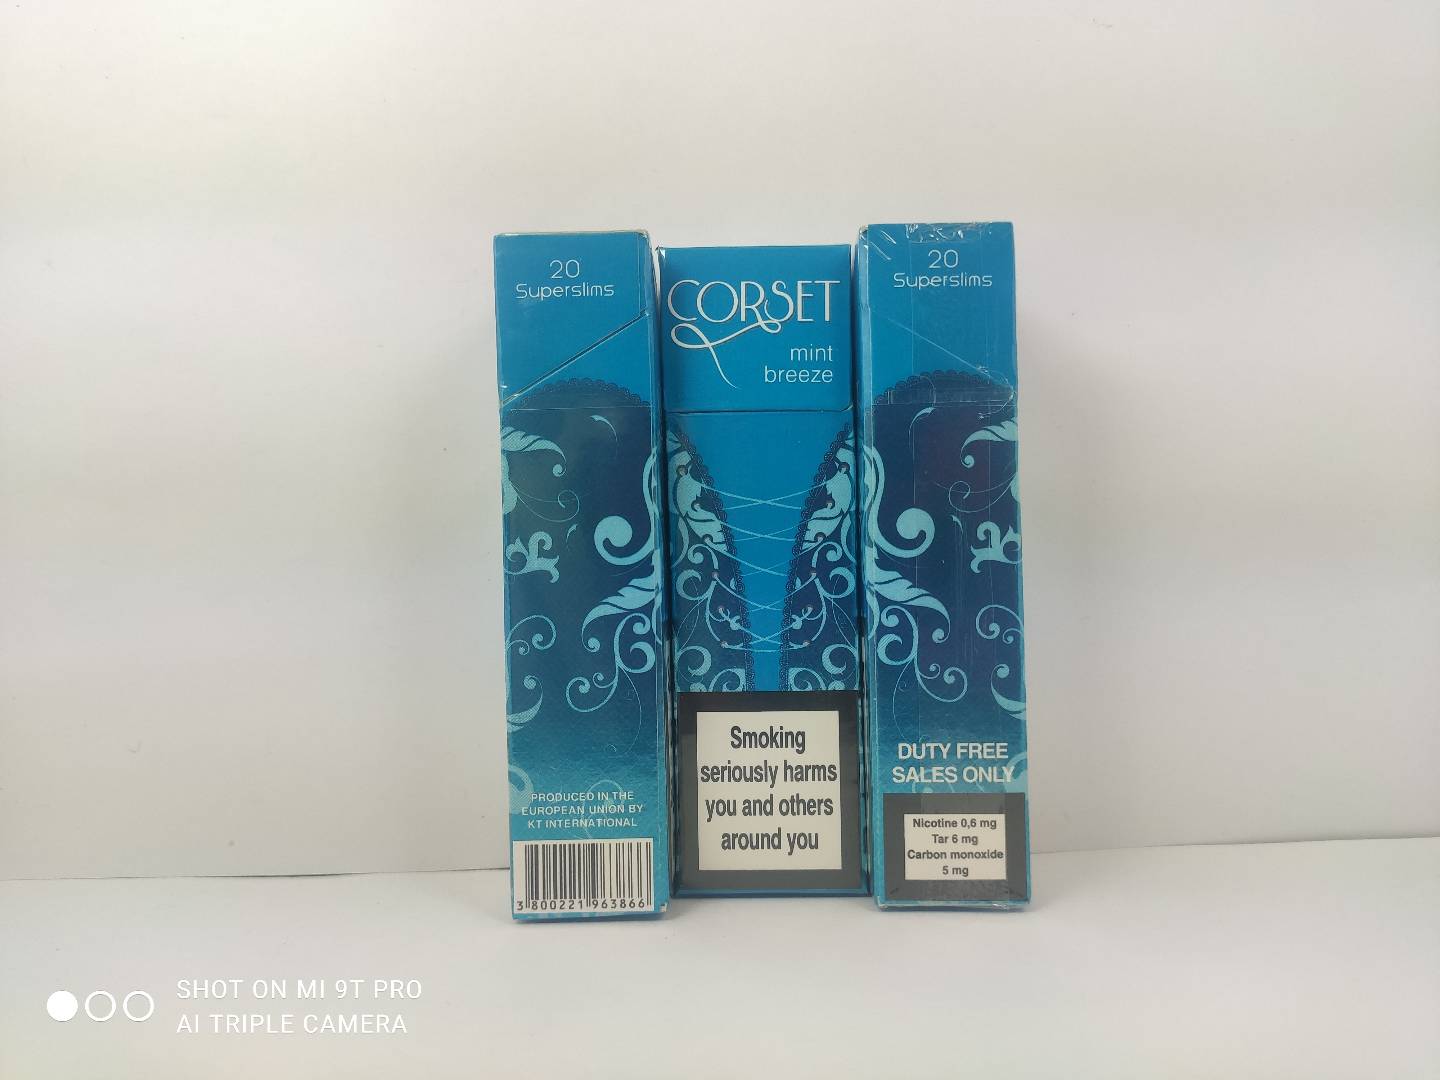 20
Superslims
PRODUCED IN THE
EUROPEAN UNION BY
KT INTERNATIONAL
3 800221 963866
CORSET
mint
breeze
Smoking
seriously harms
you and others
around you
20
Superslims
DUTY FREE
SALES ONLY
Nicotine 0,6 mg
Tar 6 mg
Carbon monoxide
5 mg
SHOT ON MI 9T PRO
AI TRIPLE CAMERA